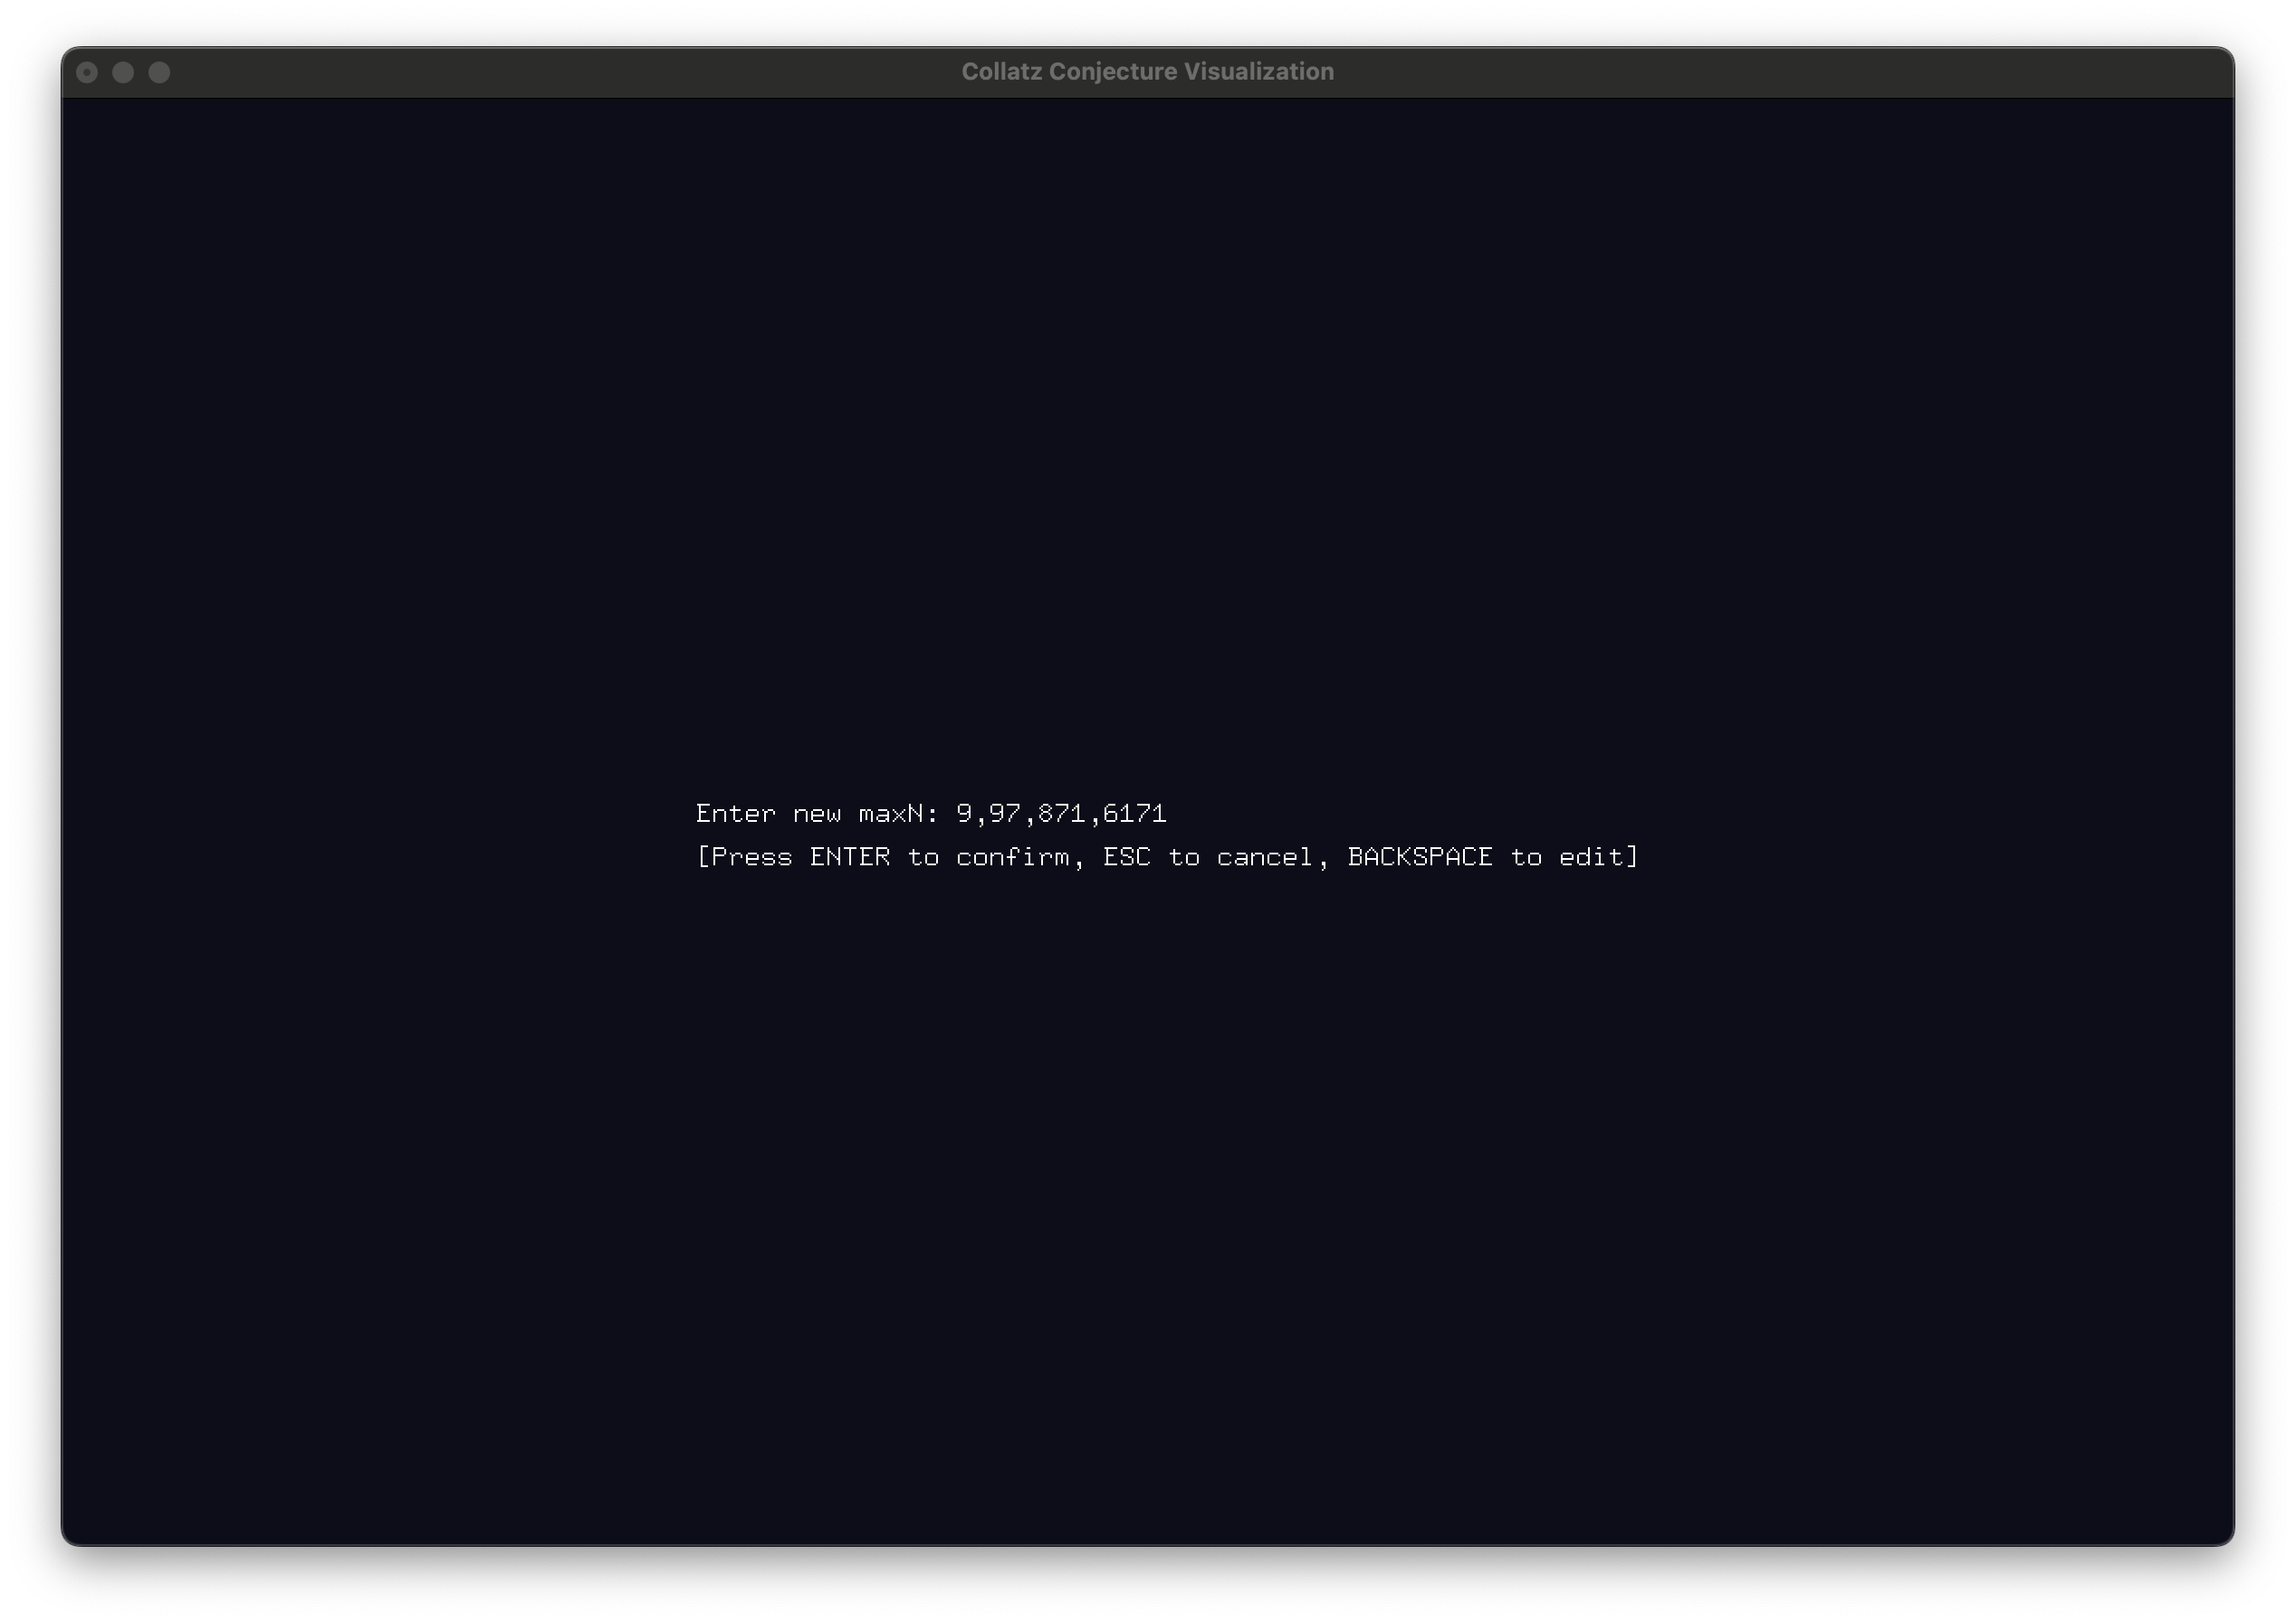 Collatz Conjecture Visualization
Enter new maxN: 9,97,871,6171
[Press ENTER to confirm, ESC to cancel, BACKSPACE to edit]